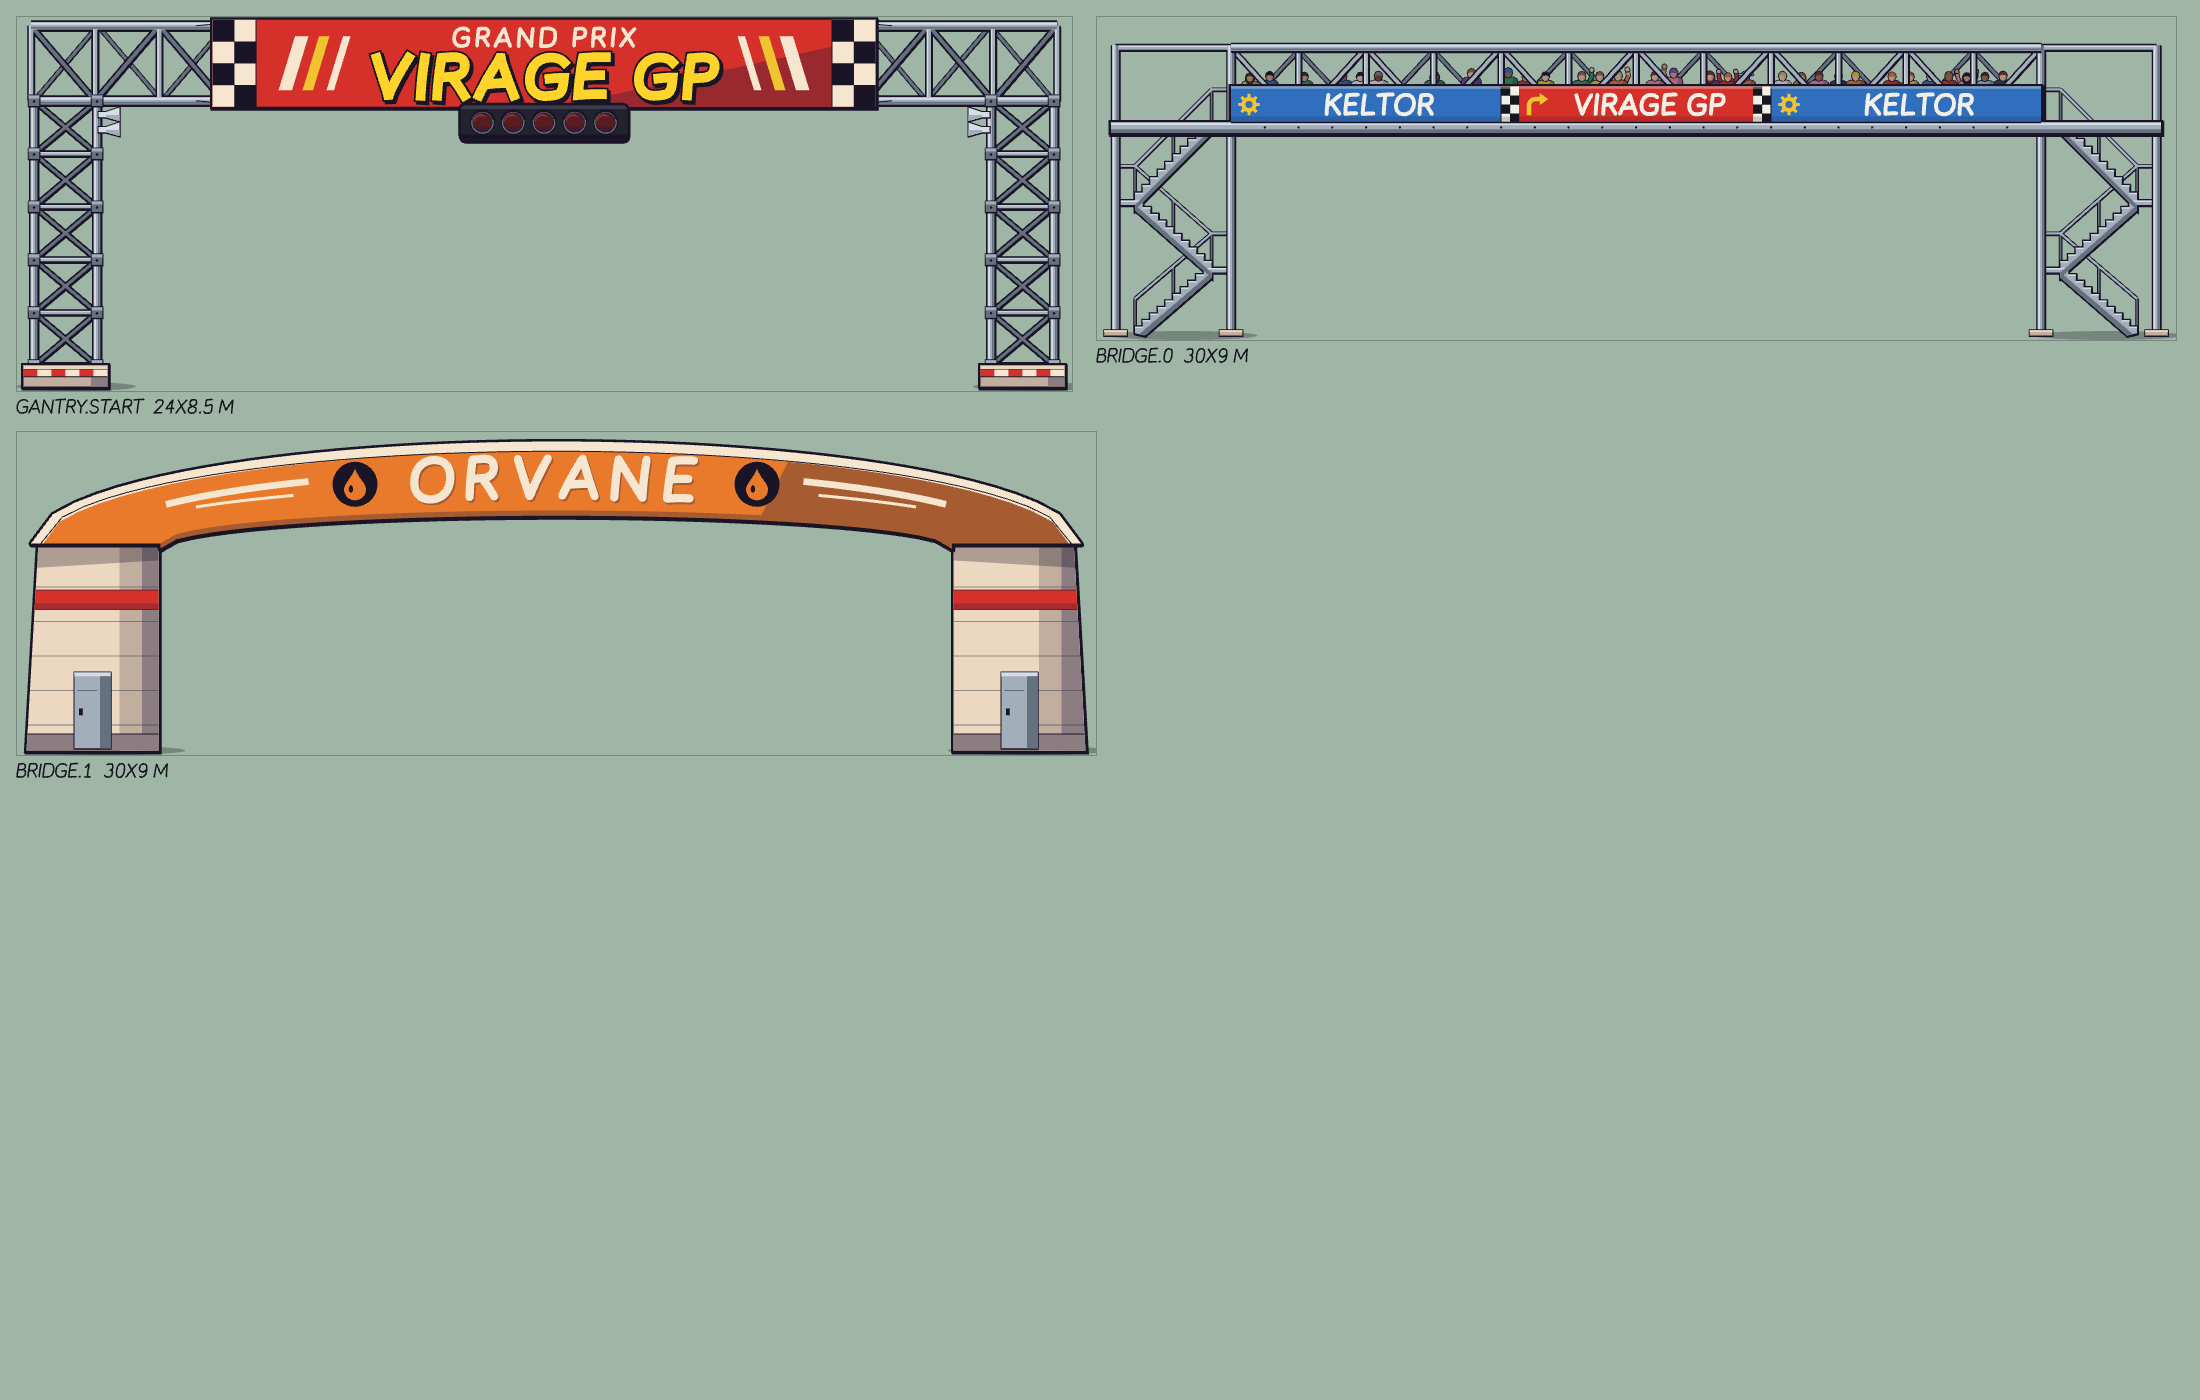 GRAND PRIX
VIRAGE GP
GANTRY.START 24X8.5 M
KELTOR VIRAGE GP KELTOR
BRIDGE.0 30X9 M
ORVANE
BRIDGE.1 30X9 M